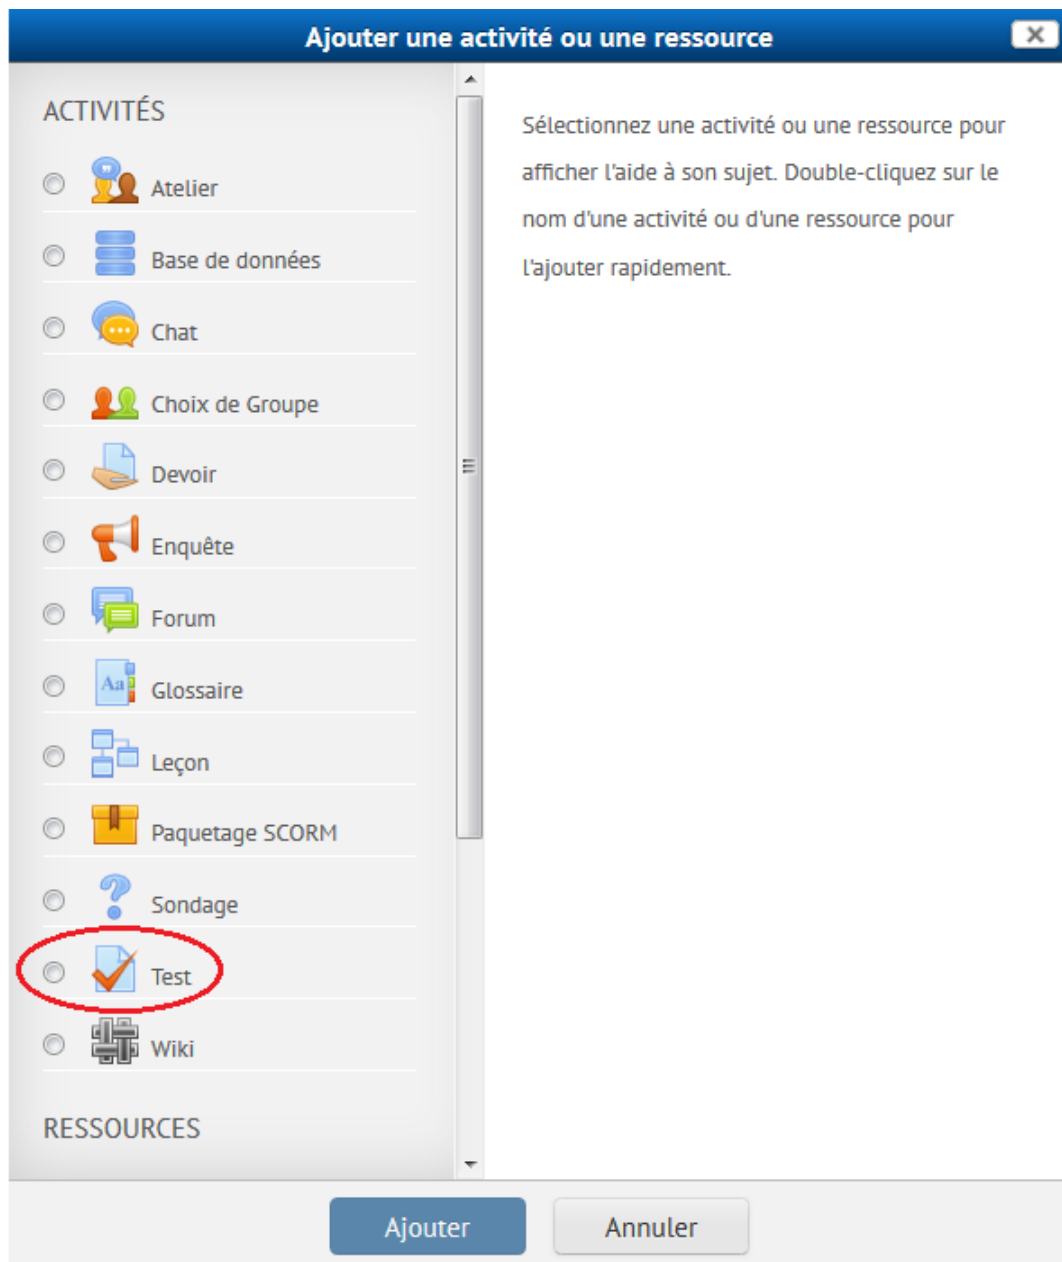 Ajouter une activité ou une ressource
ACTIVITÉS
Atelier
Base de données
Chat
Choix de Groupe
Devoir
Enquête
Forum
Aa
Glossaire
Leçon
Paquetage SCORM
Sondage
Test
Wiki
RESSOURCES
Sélectionnez une activité ou une ressource pour
afficher l'aide à son sujet. Double-cliquez sur le
nom d'une activité ou d'une ressource pour
l'ajouter rapidement.
Ajouter
Annuler